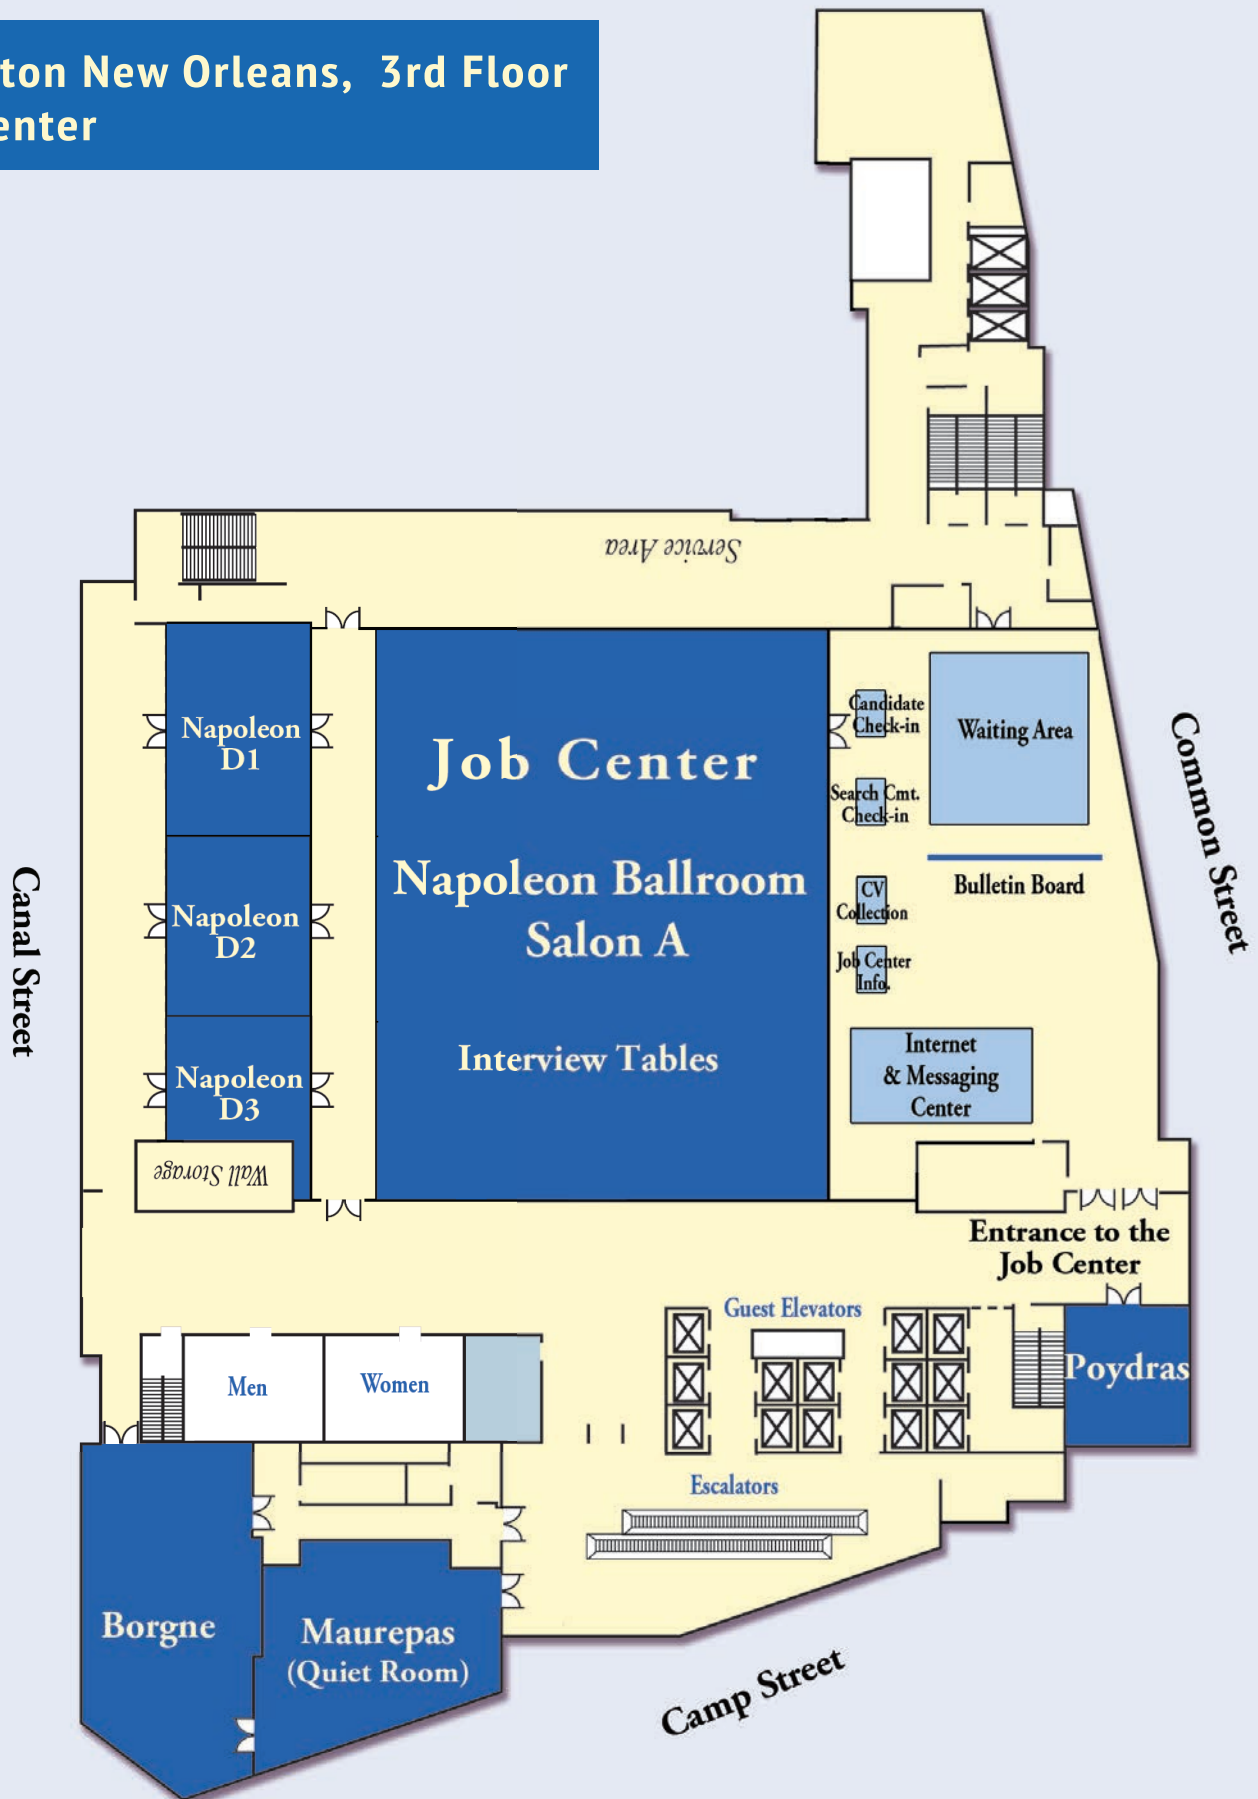 ton New Orleans, 3rd Floor
enter
Service Area
Napoleon
D1
Job Center
Candidate
Check-in
Waiting Area
Search Cmt.
Check-in
Napoleon Ballroom
Salon A
CV
Collection
Bulletin Board
Napoleon
D2
Job Center
Info.
Interview Tables
Internet
& Messaging
Center
Napoleon
D3
Wall Storage
Canal Street
Common Street
Entrance to the
Job Center
Guest Elevators
Men
Women
Poydras
Escalators
Borgne
Maurepas
(Quiet Room)
Camp Street